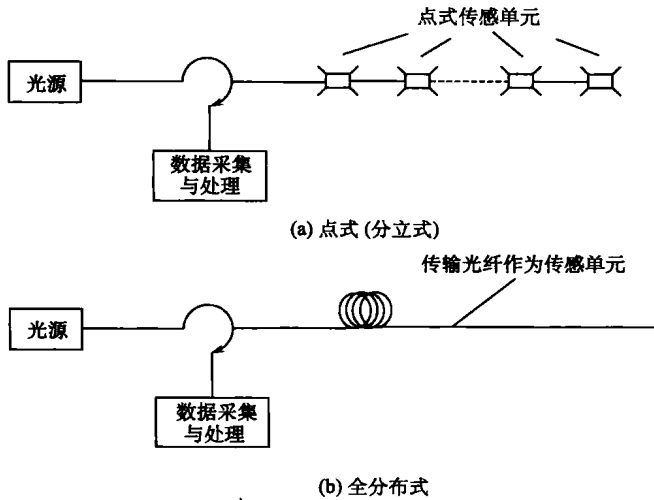 点式传感单元
光源
数据采集
与处理
(a) 点式 (分立式)
传输光纤作为传感单元
光源
数据采集
与处理
(b) 全分布式